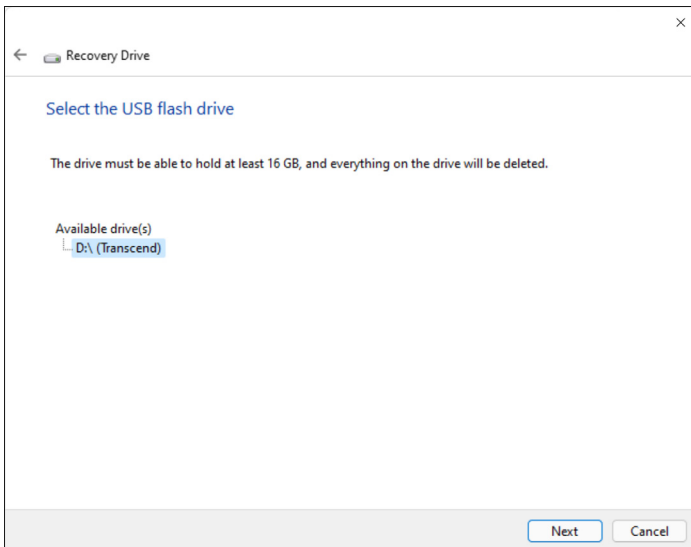 Recovery Drive
Select the USB flash drive
The drive must be able to hold at least 16 GB, and everything on the drive will be deleted.
Available drive(s)
D:\ (Transcend)
Next Cancel